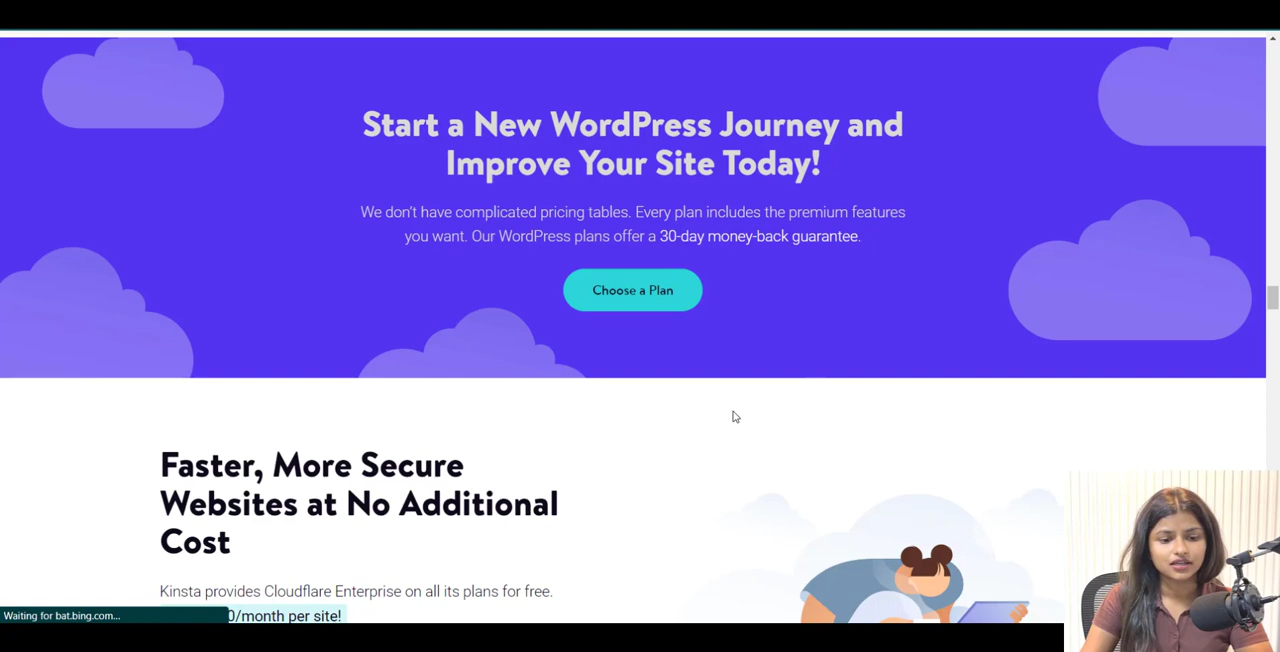 Start a New WordPress Journey and
Improve Your Site Today!
We don't have complicated pricing tables. Every plan includes the premium features
you want. Our WordPress plans offer a 30-day money-back guarantee.
Choose a Plan
Faster, More Secure
Websites at No Additional
Cost
Kinsta provides Cloudflare Enterprise on all its plans for free.
0/month per site!
Waiting for bat.bing.com...